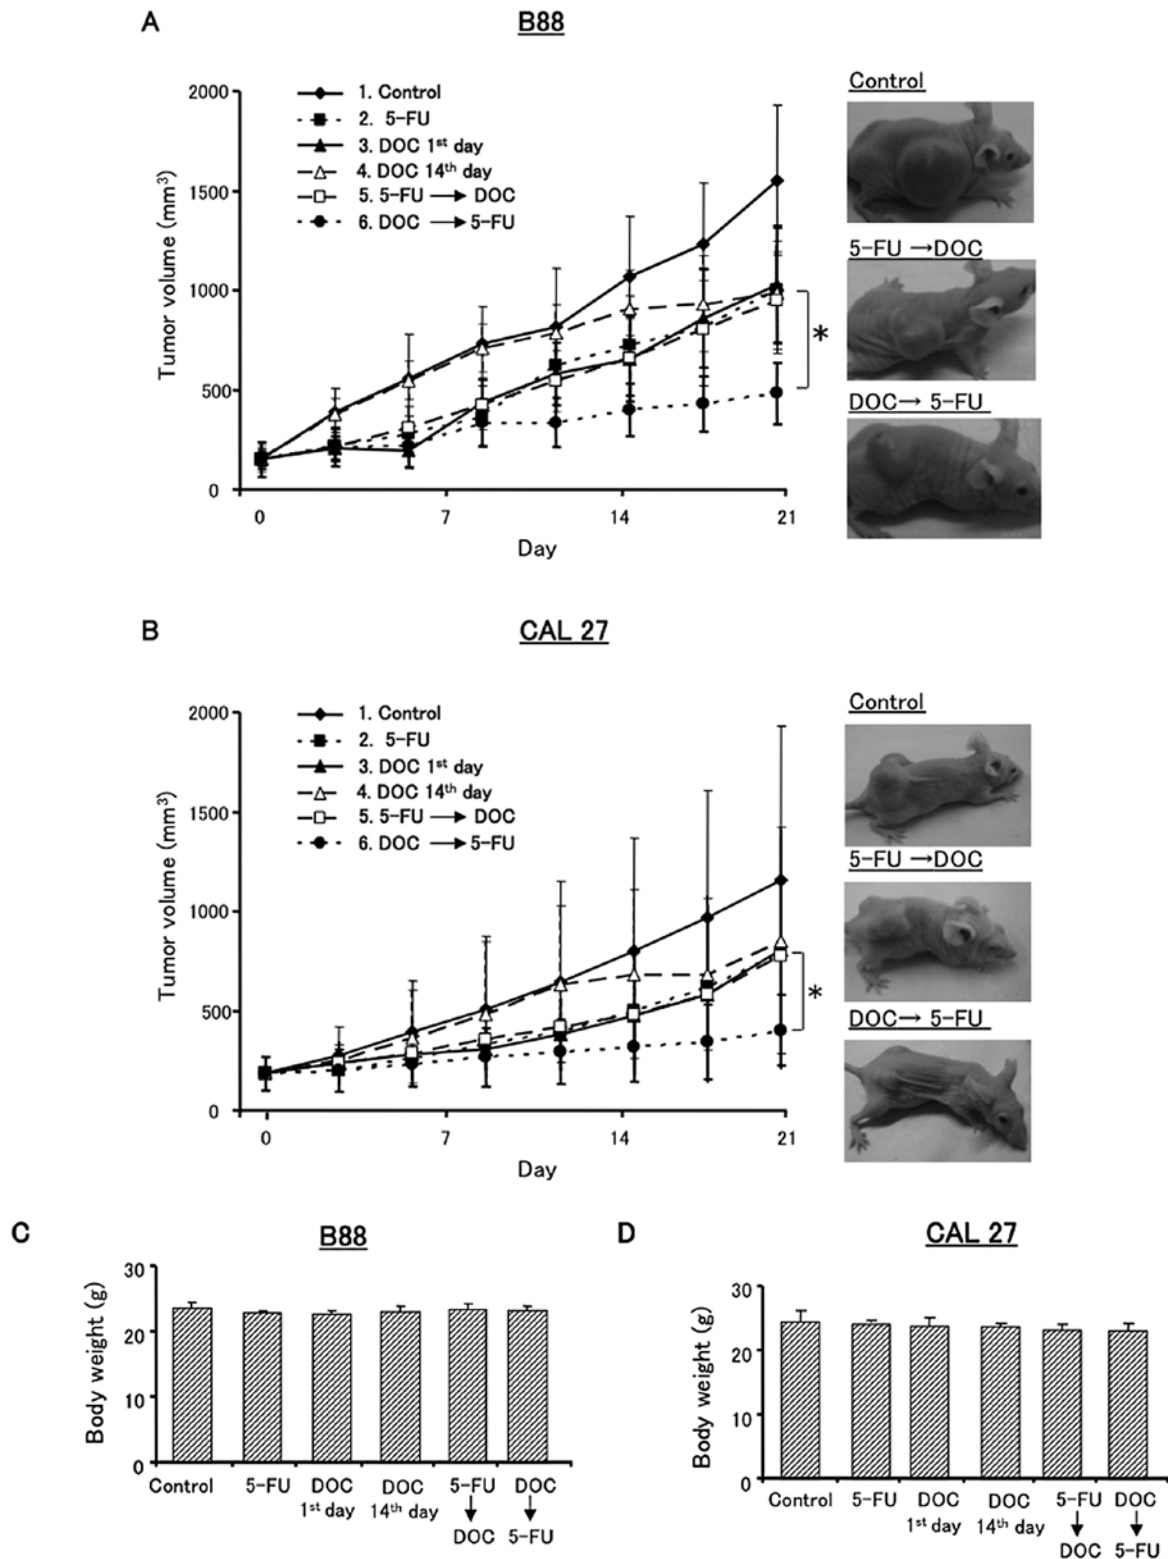 A
B88
2000
1500
1000
500
0
Tumor volume (mm³)
1. Control
2. 5-FU
3. DOC 1st day
4. DOC 14th day
5. 5-FU → DOC
6. DOC → 5-FU
*
0 7 14 21
Day
Control
5-FU →DOC
DOC→ 5-FU
B
CAL 27
2000
1500
1000
500
0
Tumor volume (mm³)
1. Control
2. 5-FU
3. DOC 1st day
4. DOC 14th day
5. 5-FU → DOC
6. DOC → 5-FU
*
0 7 14 21
Day
Control
5-FU →DOC
DOC→ 5-FU
C
B88
30
20
10
0
Body weight (g)
Control 5-FU DOC DOC 5-FU DOC
1st day 14th day ↓ ↓
DOC 5-FU
D
CAL 27
30
20
10
0
Body weight (g)
Control 5-FU DOC DOC 5-FU DOC
1st day 14th day ↓ ↓
DOC 5-FU